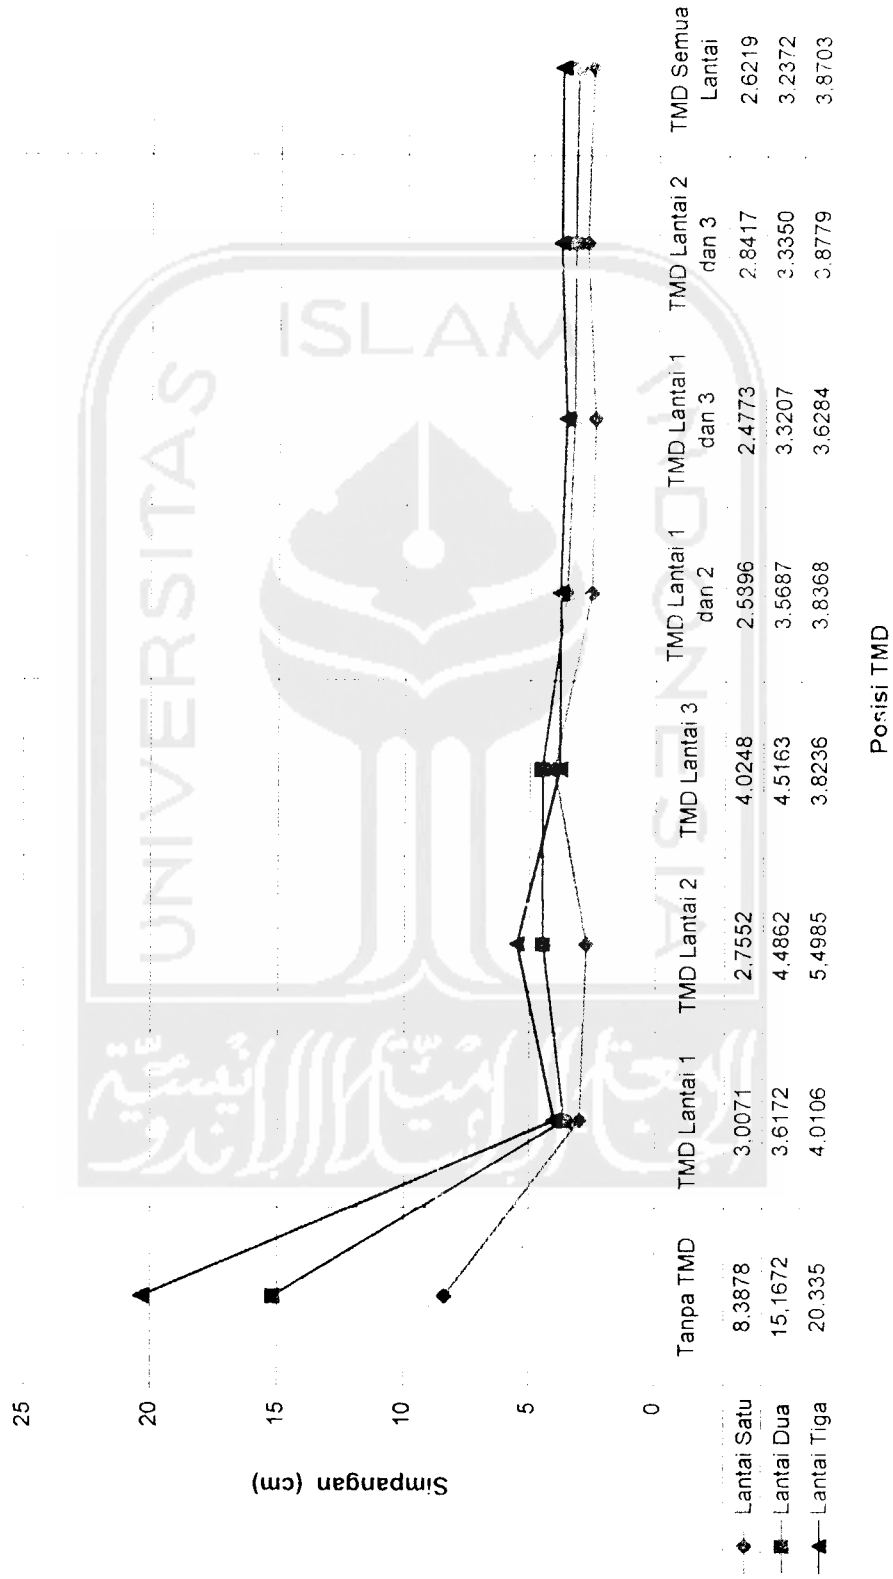 25
20
15
10
5
0
Simpangan (cm)
Tanpa TMD TMD Lantai 1 TMD Lantai 2 TMD Lantai 3 TMD Lantai 1 dan 2 TMD Lantai 1 dan 3 TMD Lantai 2 dan 3 TMD Semua Lantai
Lantai Satu 8.3878 3.0071 2.7552 4.0248 2.5396 2.4773 2.8417 2.6219
Lantai Dua 15.1672 3.6172 4.4862 4.5163 3.5687 3.3207 3.3350 3.2372
Lantai Tiga 20.335 4.0106 5.4985 3.8236 3.8368 3.6284 3.8779 3.8703
Posisi TMD
UNIVERSITAS
ISLAM
INDONESIA